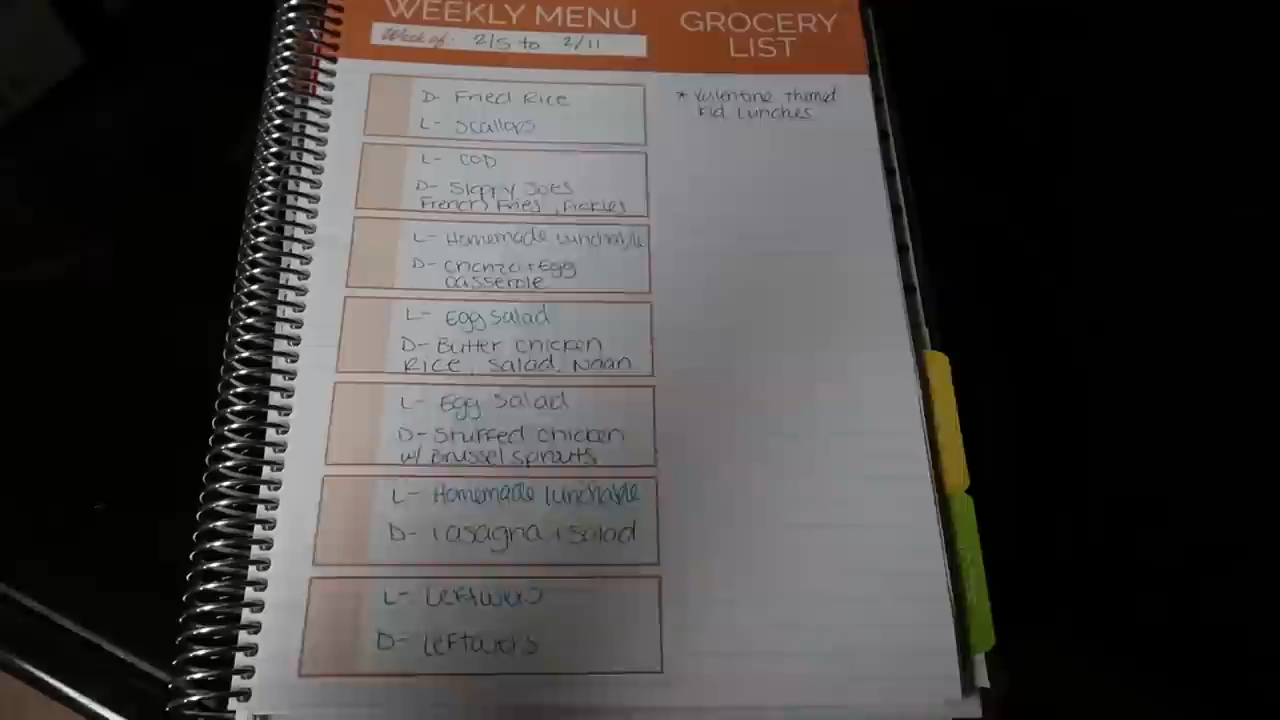 WEEKLY MENU
Week of: 2/5 to 2/11
D- Fried Rice
L- Scallops
L- COD
D- Sloppy Joes
French Fries, Pickles
L- Homemade Lunchable
D- + Egg
casserole
L- Egg salad
D- Butter chicken
Rice, salad, Naan
L- Egg salad
D- Stuffed chicken
w/ Brussel sprouts
L- Homemade lunchable
D- Lasagna + salad
L- Leftovers
D- Leftovers
GROCERY
LIST
* Valentine themed
Kid Lunches